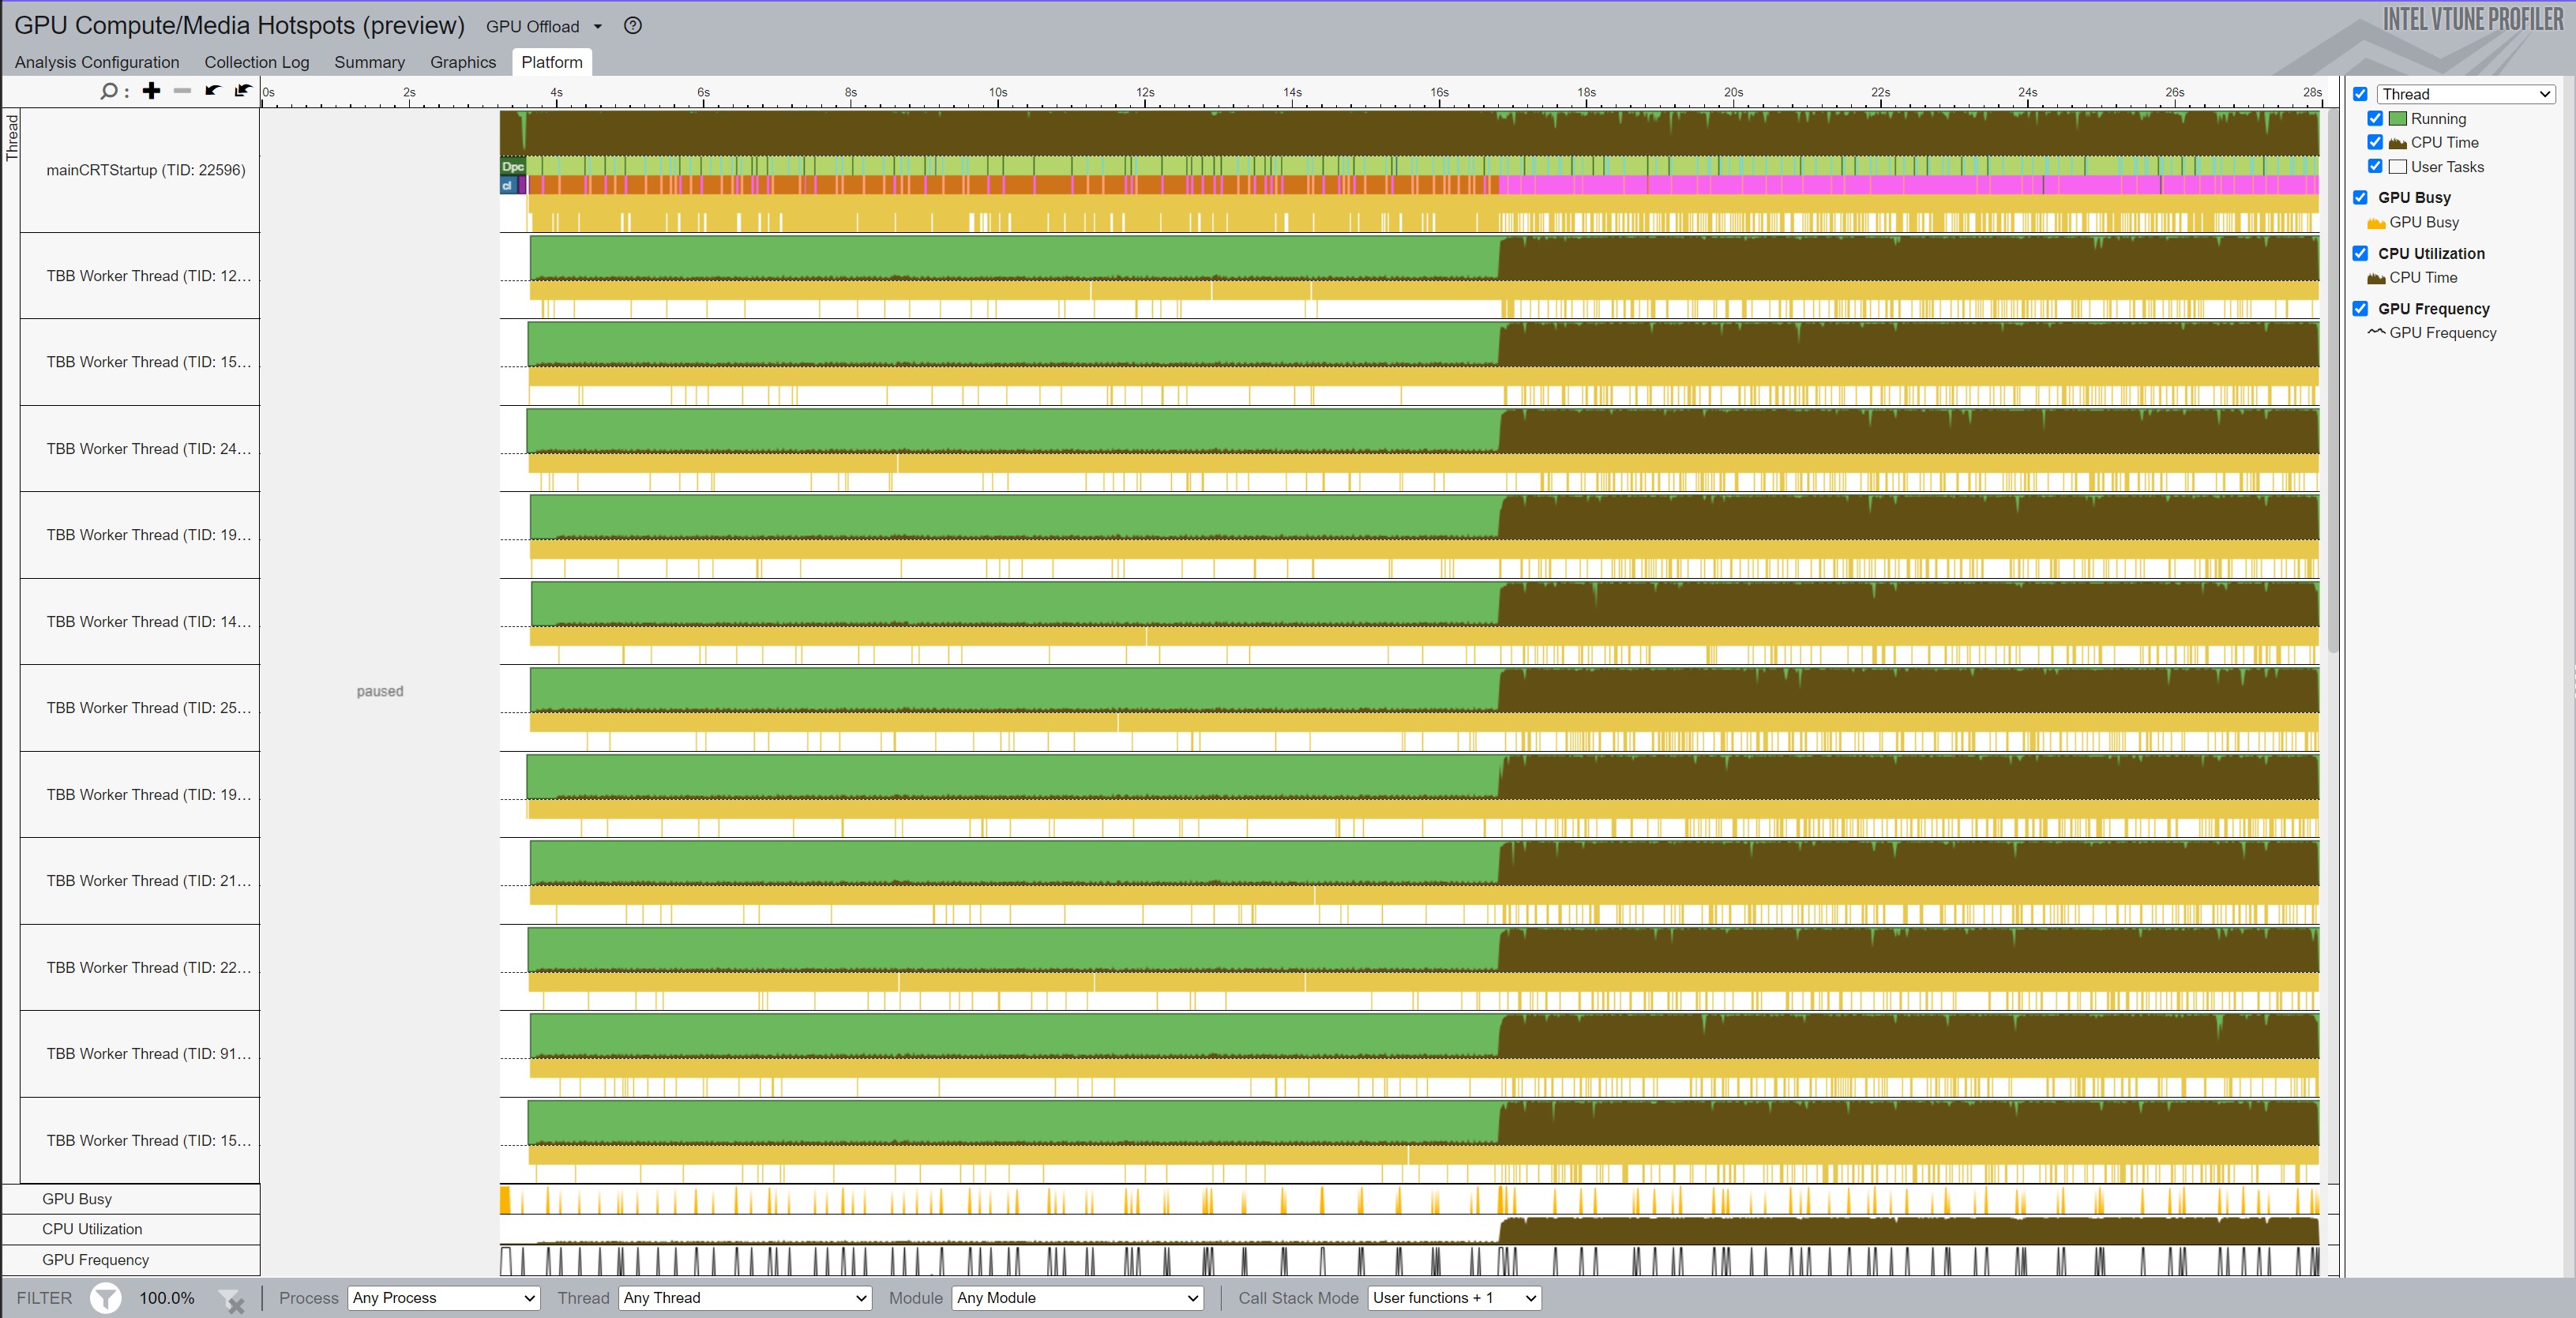 GPU Compute/Media Hotspots (preview) GPU Offload
INTEL VTUNE PROFILER
Analysis Configuration Collection Log Summary Graphics Platform
0s 2s 4s 6s 8s 10s 12s 14s 16s 18s 20s 22s 24s 26s 28s
Thread
mainCRTStartup (TID: 22596)
Dpc
cl
TBB Worker Thread (TID: 12...
TBB Worker Thread (TID: 15...
TBB Worker Thread (TID: 24...
TBB Worker Thread (TID: 19...
TBB Worker Thread (TID: 14...
TBB Worker Thread (TID: 25...
TBB Worker Thread (TID: 19...
TBB Worker Thread (TID: 21...
TBB Worker Thread (TID: 22...
TBB Worker Thread (TID: 91...
TBB Worker Thread (TID: 15...
paused
GPU Busy
CPU Utilization
GPU Frequency
Thread
Running
CPU Time
User Tasks
GPU Busy
GPU Busy
CPU Utilization
CPU Time
GPU Frequency
GPU Frequency
FILTER 100.0% Process Any Process Thread Any Thread Module Any Module Call Stack Mode User functions + 1